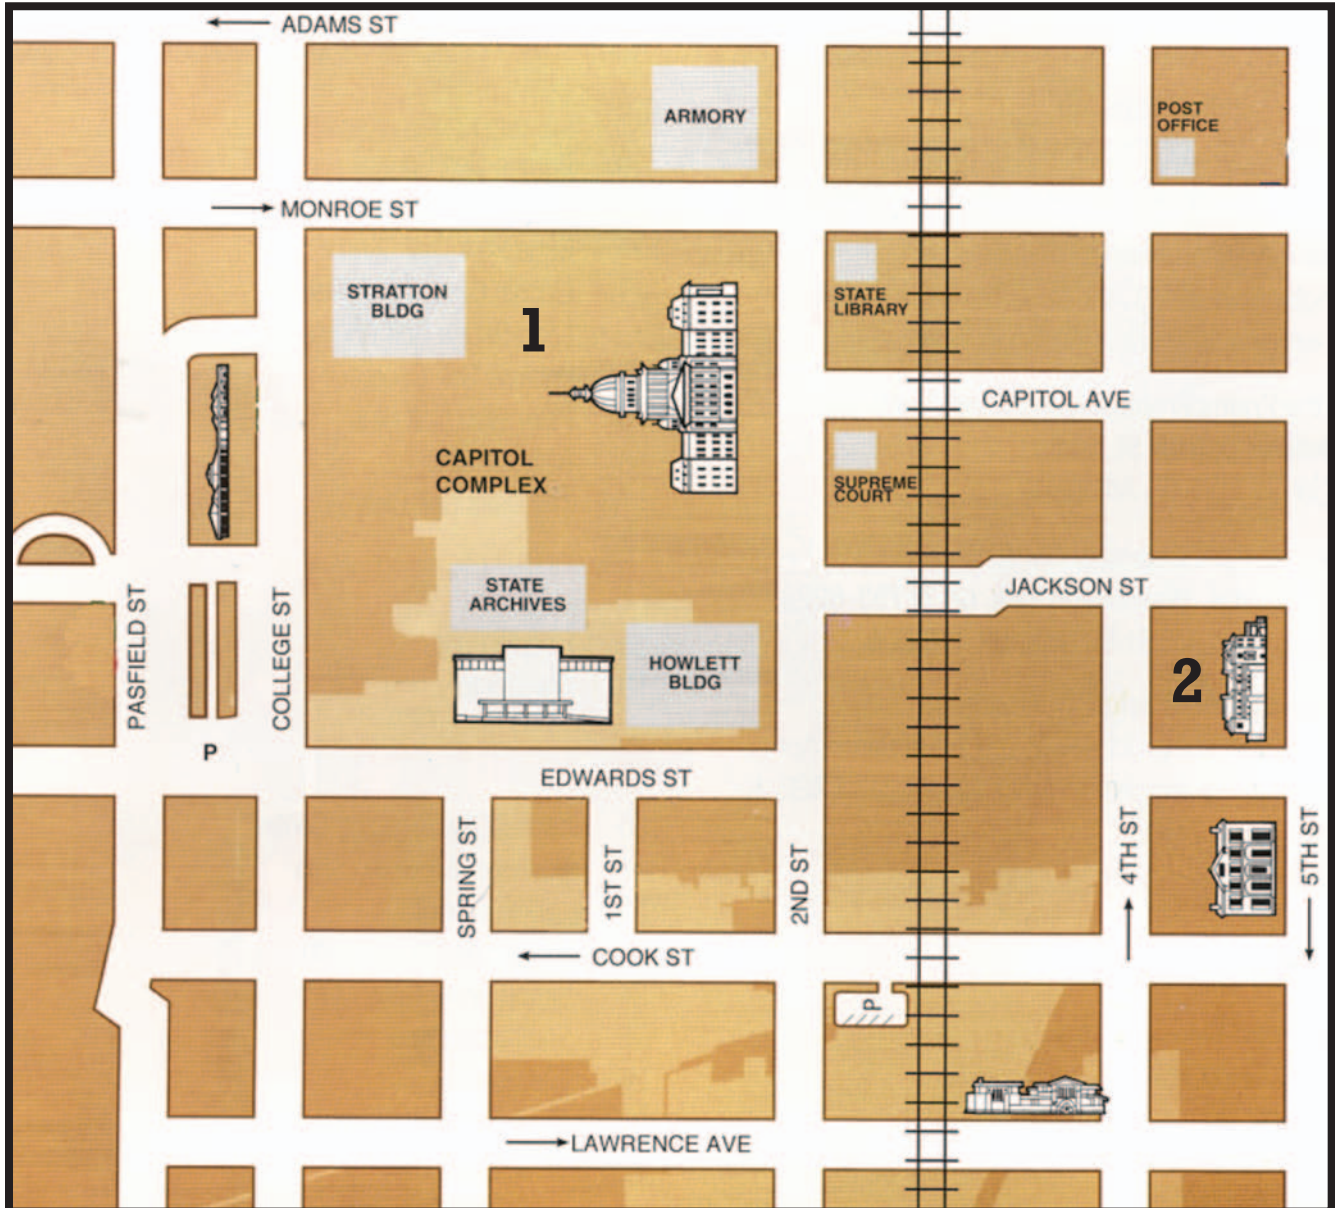 ADAMS ST
ARMORY
POST
OFFICE
MONROE ST
STRATTON
BLDG
1
STATE
LIBRARY
CAPITOL AVE
CAPITOL
COMPLEX
SUPREME
COURT
STATE
ARCHIVES
JACKSON ST
PASFIELD ST
COLLEGE ST
HOWLETT
BLDG
2
P
EDWARDS ST
SPRING ST
1ST ST
2ND ST
4TH ST
5TH ST
COOK ST
P
LAWRENCE AVE